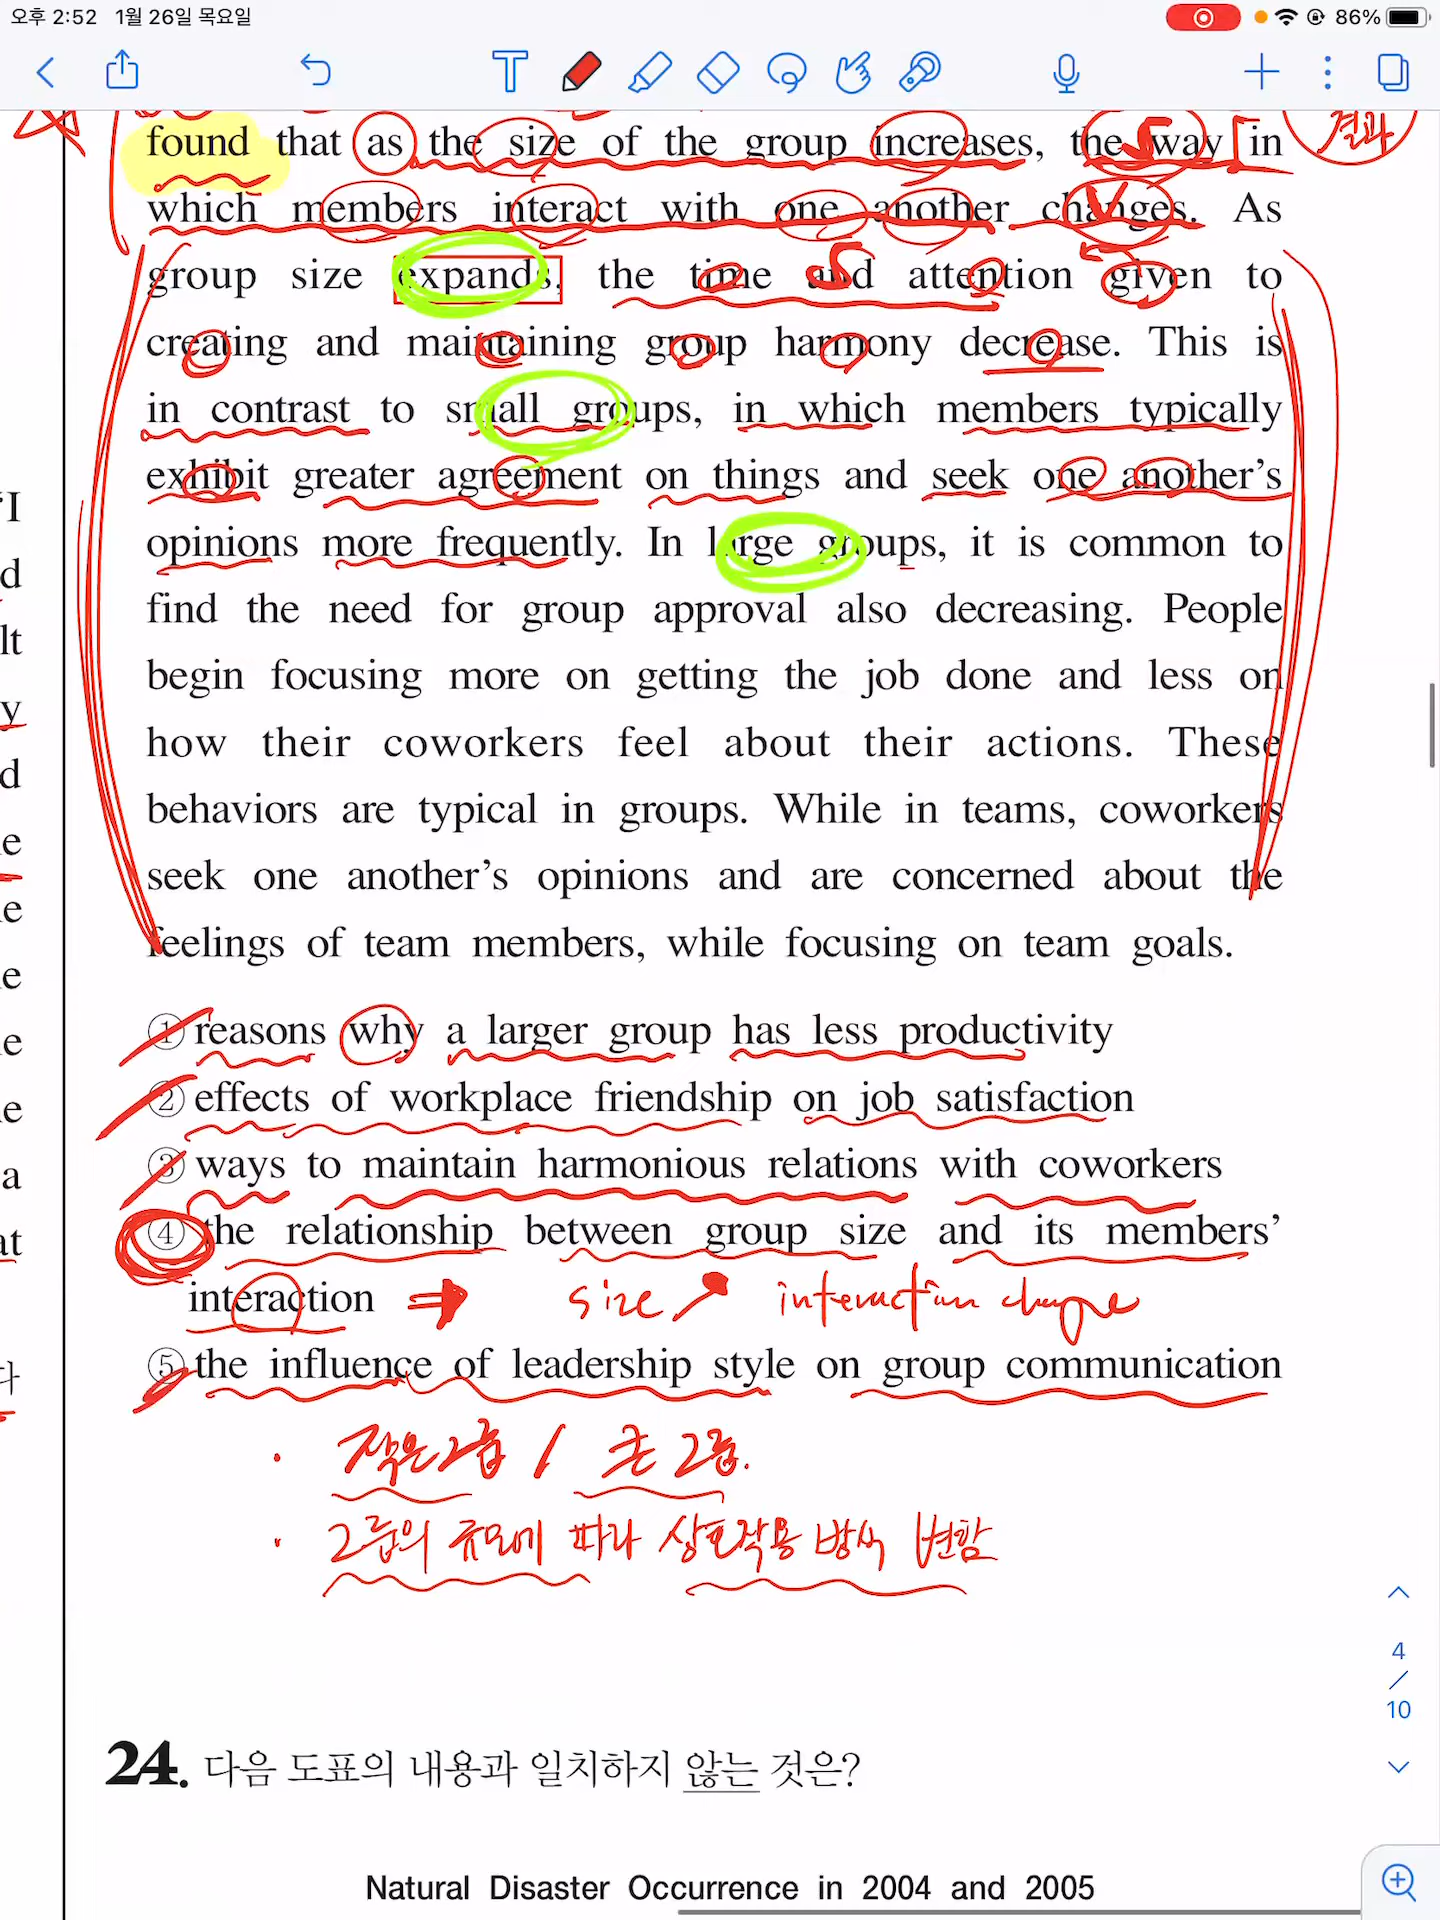 오후 2:52 1월 26일 목요일
86%
결과
found that as the size of the group increases, the way in
S
which members interact with one another changes. As
V
group size expands, the time and attention given to
S
creating and maintaining group harmony decrease. This is
in contrast to small groups, in which members typically
exhibit greater agreement on things and seek one another's
opinions more frequently. In large groups, it is common to
find the need for group approval also decreasing. People
begin focusing more on getting the job done and less on
how their coworkers feel about their actions. These
behaviors are typical in groups. While in teams, coworkers
seek one another's opinions and are concerned about the
feelings of team members, while focusing on team goals.
① reasons why a larger group has less productivity
② effects of workplace friendship on job satisfaction
③ ways to maintain harmonious relations with coworkers
④ the relationship between group size and its members'
interaction ⇒ size ↗ interaction change
⑤ the influence of leadership style on group communication
· 작은그룹 / 큰 그룹.
· 그룹의 규모에 따라 상호작용 방식 변함
24. 다음 도표의 내용과 일치하지 않는 것은?
Natural Disaster Occurrence in 2004 and 2005
4
/
10
'I
d
lt
y
d
e
e
e
e
e
a
at
다